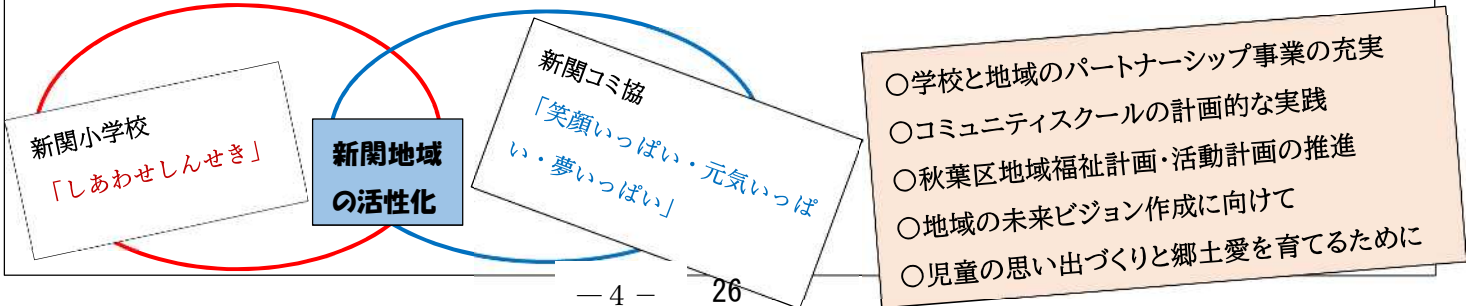 新関小学校
「しあわせしんせき」
新関地域
の活性化
新関コミ協
「笑顔いっぱい・元気いっぱ
い・夢いっぱい」
〇学校と地域のパートナーシップ事業の充実
〇コミュニティスクールの計画的な実践
〇秋葉区地域福祉計画・活動計画の推進
〇地域の未来ビジョン作成に向けて
〇児童の思い出づくりと郷土愛を育てるために
－4－
26